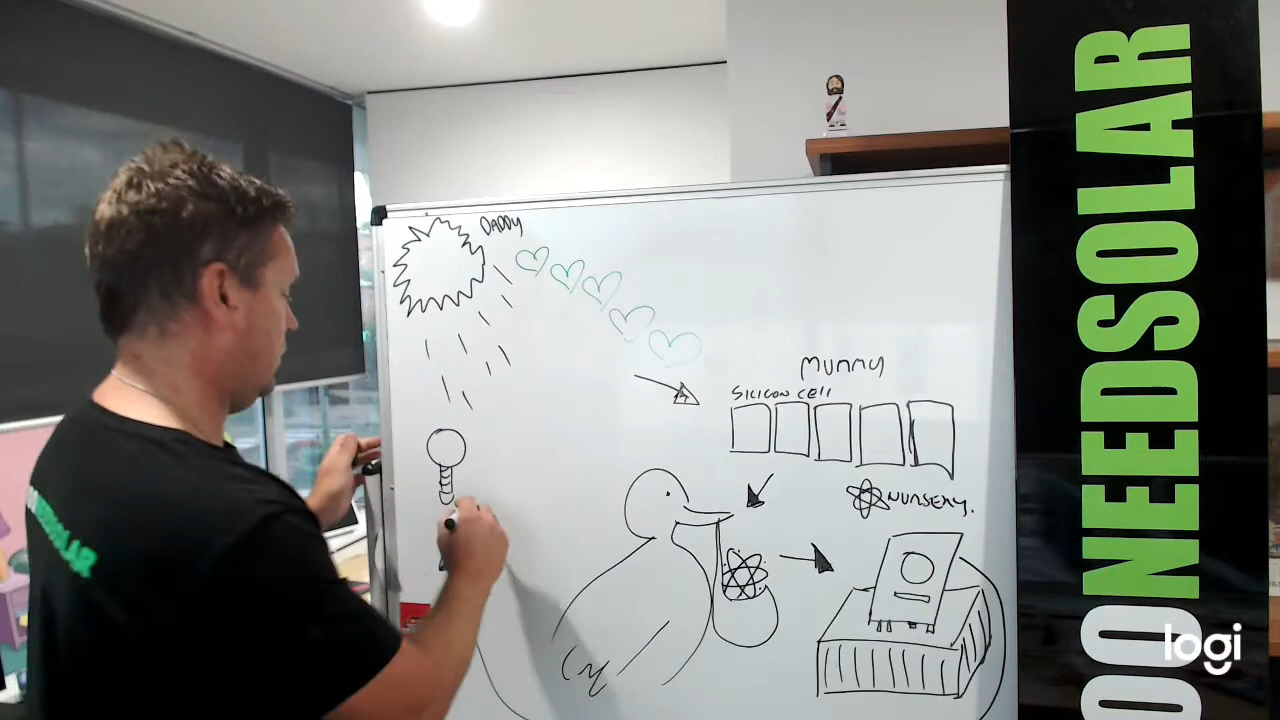 DADDY
MUMMY
SILICON CELL
NURSERY.
NEEDSOLAR
logi